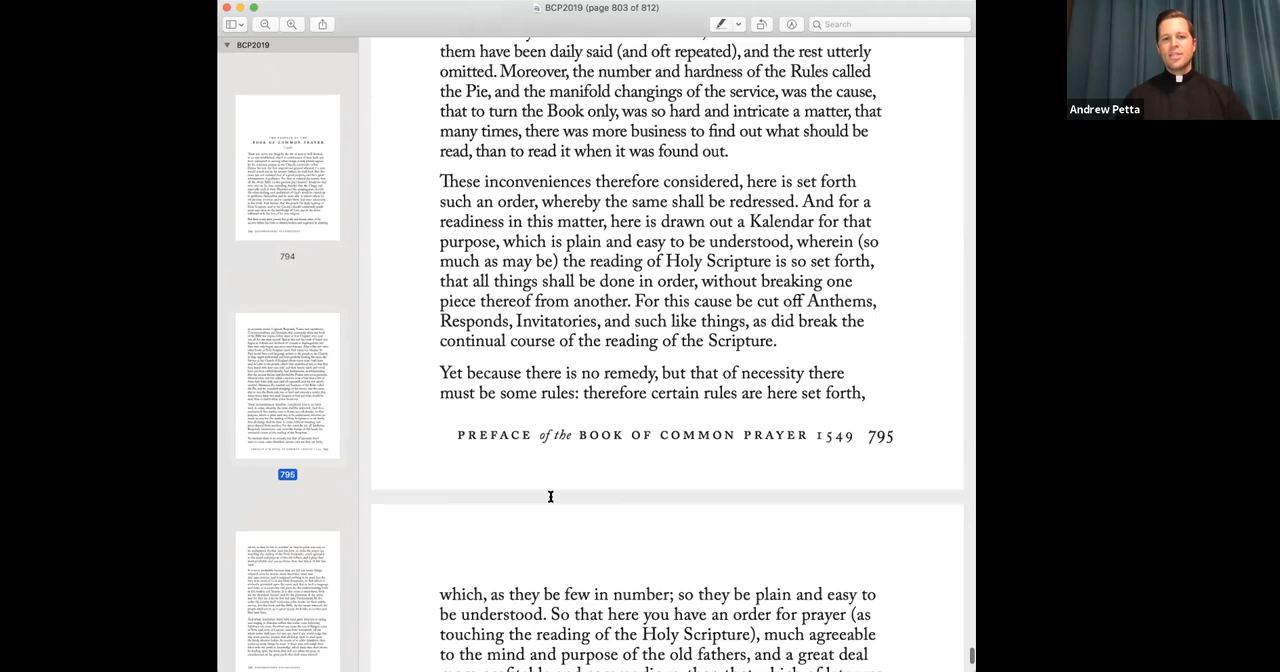 BCP2019 (page 803 of 812)
Search
BCP2019
794
795
them have been daily said (and oft repeated), and the rest utterly
omitted. Moreover, the number and hardness of the Rules called
the Pie, and the manifold changings of the service, was the cause,
that to turn the Book only, was so hard and intricate a matter, that
many times, there was more business to find out what should be
read, than to read it when it was found out.
These inconveniences therefore considered, here is set forth
such an order, whereby the same shall be redressed. And for a
readiness in this matter, here is drawn out a Kalendar for that
purpose, which is plain and easy to be understood, wherein (so
much as may be) the reading of Holy Scripture is so set forth,
that all things shall be done in order, without breaking one
piece thereof from another. For this cause be cut off Anthems,
Responds, Invitatories, and such like things, as did break the
continual course of the reading of the Scripture.
Yet because there is no remedy, but that of necessity there
must be some rules: therefore certain rules are here set forth,
PREFACE of the BOOK OF COMMON PRAYER 1549 795
which, as they be few in number; so they be plain and easy to
be understood. So that here you have an order for prayer (as
touching the reading of the Holy Scripture), much agreeable
to the mind and purpose of the old fathers, and a great deal
more profitable and commodious, than that which of late was
Andrew Petta